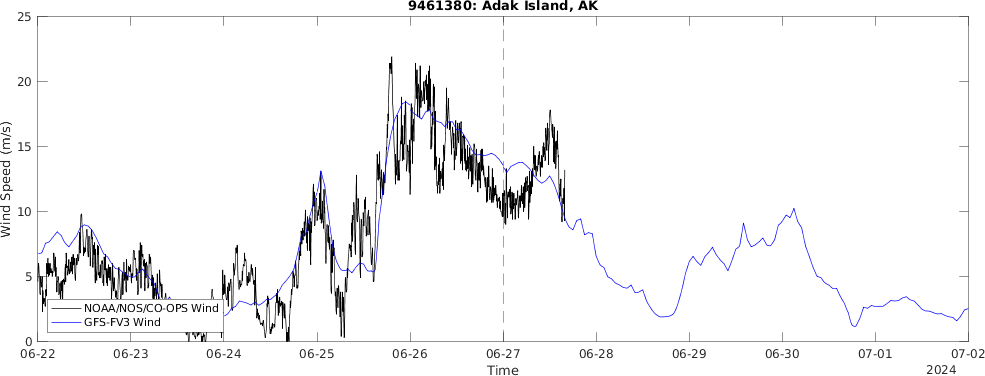 9461380: Adak Island, AK
25
20
15
10
5
0
Wind Speed (m/s)
NOAA/NOS/CO-OPS Wind
GFS-FV3 Wind
06-22 06-23 06-24 06-25 06-26 06-27 06-28 06-29 06-30 07-01 07-02
Time
2024